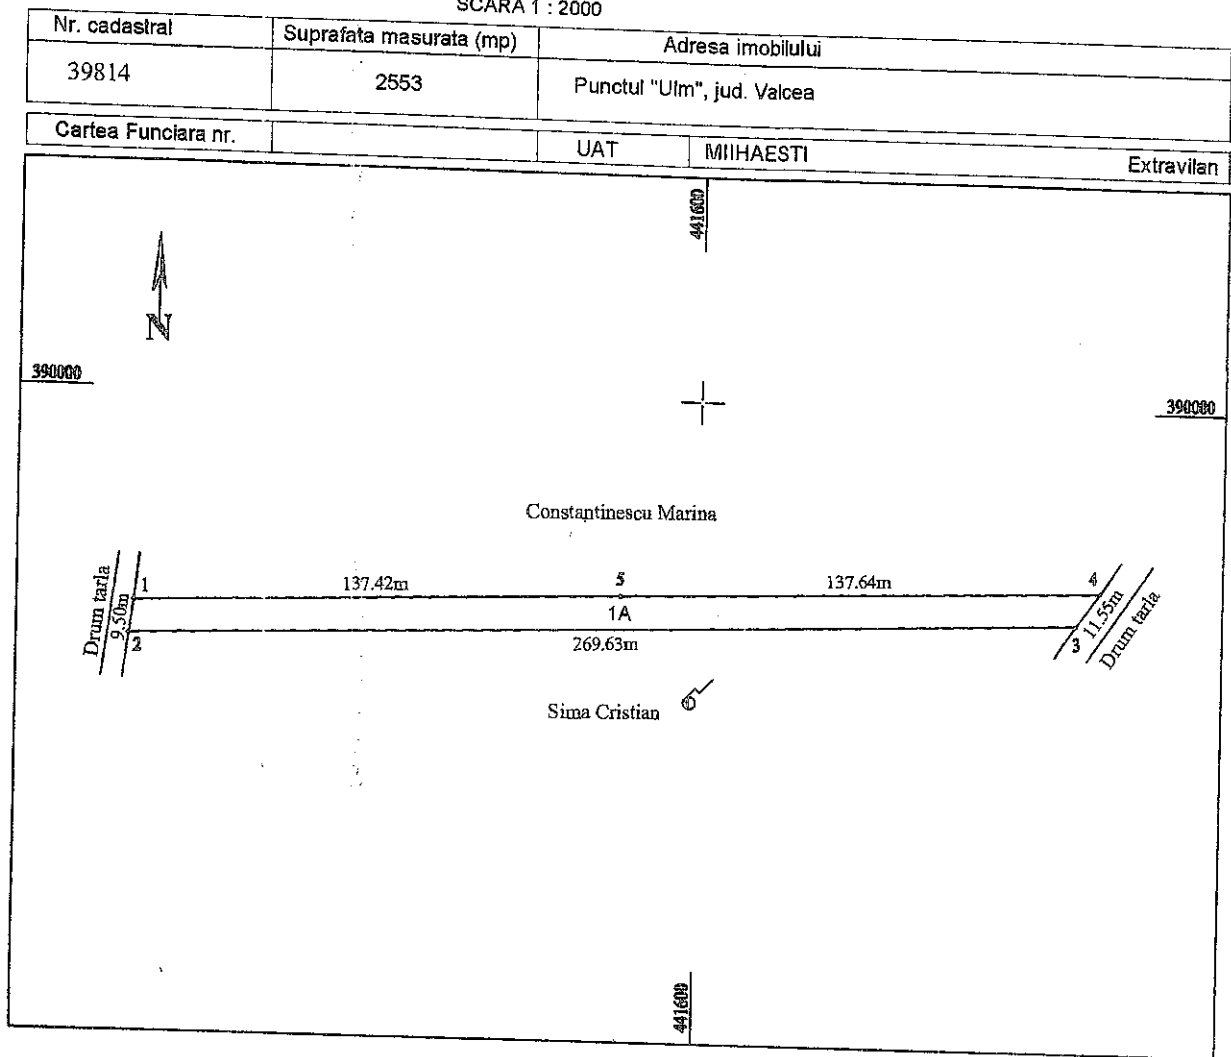 SCARA 1 : 2000
Nr. cadastral Suprafata masurata (mp) Adresa imobilului
39814 2553 Punctul "Ulm", jud. Valcea
Cartea Funciara nr. UAT MIIHAESTI Extravilan
441600
N
390000
390000
Constantinescu Marina
Drum tarla
9.50m
1
137.42m
5
137.64m
4
1A
2
269.63m
3
11.55m
Drum tarla
Sima Cristian
441600